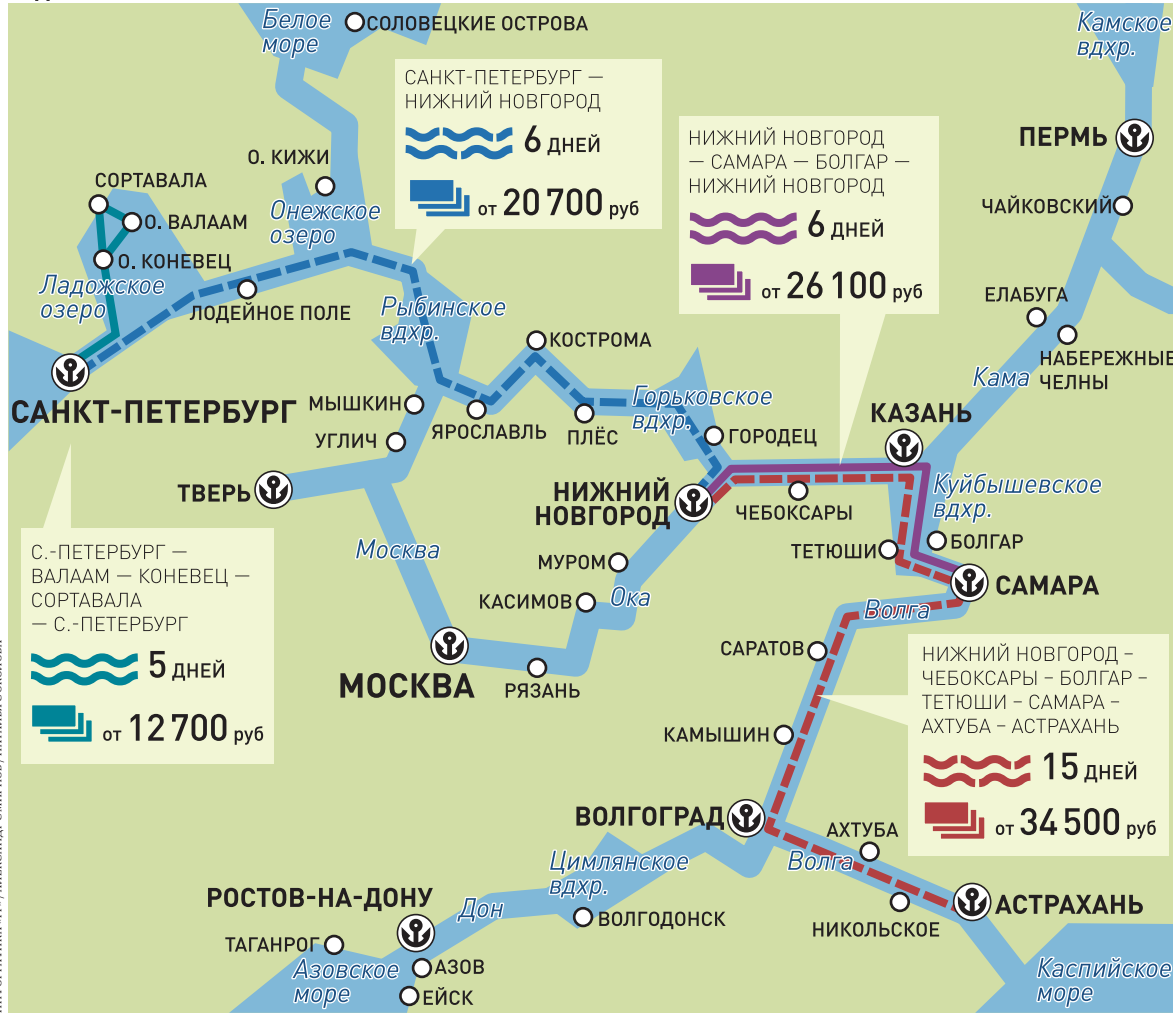 Белое
море
СОЛОВЕЦКИЕ ОСТРОВА
Камское
вдхр.
САНКТ-ПЕТЕРБУРГ —
НИЖНИЙ НОВГОРОД
6 ДНЕЙ
от 20 700 руб
НИЖНИЙ НОВГОРОД
— САМАРА — БОЛГАР —
НИЖНИЙ НОВГОРОД
6 ДНЕЙ
от 26 100 руб
ПЕРМЬ
ЧАЙКОВСКИЙ
О. КИЖИ
СОРТАВАЛА
О. ВАЛААМ
О. КОНЕВЕЦ
Онежское
озеро
Ладожское
озеро
ЛОДЕЙНОЕ ПОЛЕ
Рыбинское
вдхр.
ЕЛАБУГА
НАБЕРЕЖНЫЕ
ЧЕЛНЫ
Кама
КОСТРОМА
САНКТ-ПЕТЕРБУРГ
МЫШКИН
УГЛИЧ
ЯРОСЛАВЛЬ
ПЛЁС
Горьковское
вдхр.
ГОРОДЕЦ
КАЗАНЬ
ТВЕРЬ
НИЖНИЙ
НОВГОРОД
ЧЕБОКСАРЫ
Куйбышевское
вдхр.
ТЕТЮШИ
БОЛГАР
С.-ПЕТЕРБУРГ —
ВАЛААМ — КОНЕВЕЦ —
СОРТАВАЛА
— С.-ПЕТЕРБУРГ
5 ДНЕЙ
от 12 700 руб
Москва
МУРОМ
КАСИМОВ
Ока
САМАРА
Волга
МОСКВА
РЯЗАНЬ
САРАТОВ
НИЖНИЙ НОВГОРОД –
ЧЕБОКСАРЫ – БОЛГАР –
ТЕТЮШИ – САМАРА –
АХТУБА – АСТРАХАНЬ
15 ДНЕЙ
от 34 500 руб
КАМЫШИН
ВОЛГОГРАД
АХТУБА
Волга
Цимлянское
вдхр.
РОСТОВ-НА-ДОНУ
Дон
ВОЛГОДОНСК
НИКОЛЬСКОЕ
АСТРАХАНЬ
ТАГАНРОГ
Азовское
море
АЗОВ
ЕЙСК
Каспийское
море